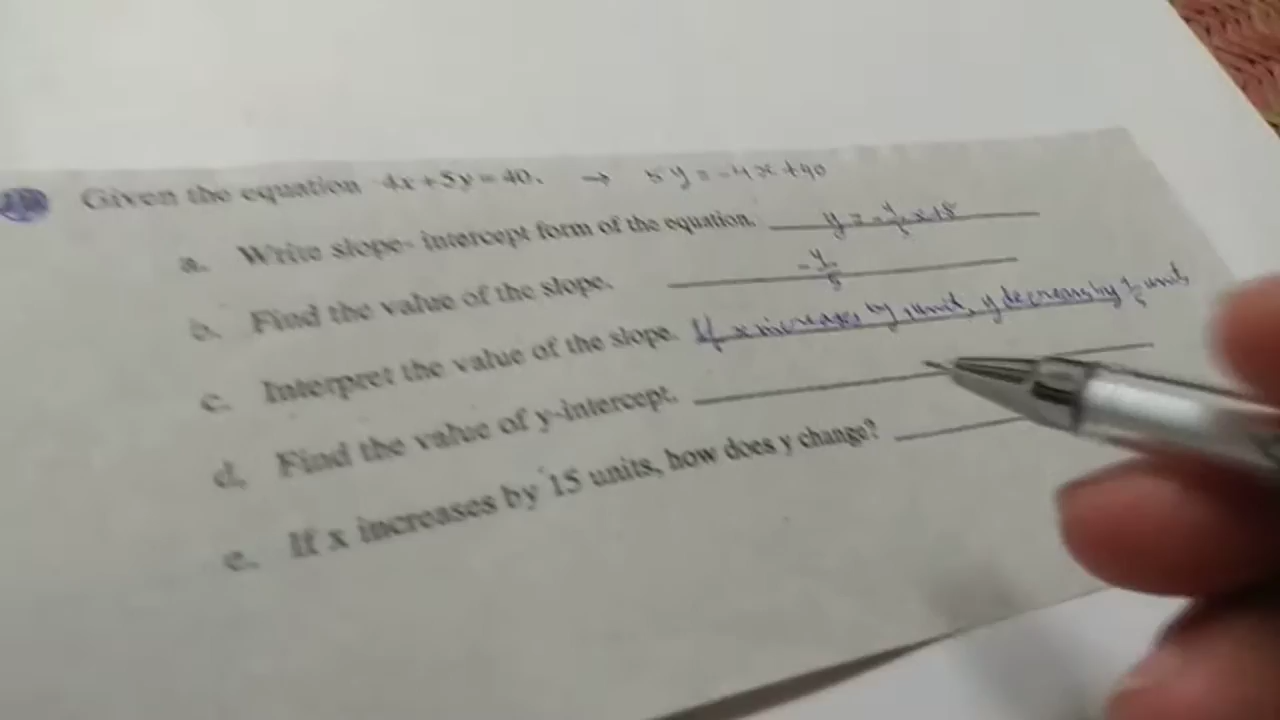 Given the equation 4x+5y=40. → 5y=-4x+40
a. Write slope- intercept form of the equation. y=-4/5x+8
b. Find the value of the slope. -4/5
c. Interpret the value of the slope. If x increases by 1 unit, y decreases by 4/5 units
d. Find the value of y-intercept.
e. If x increases by 15 units, how does y change?